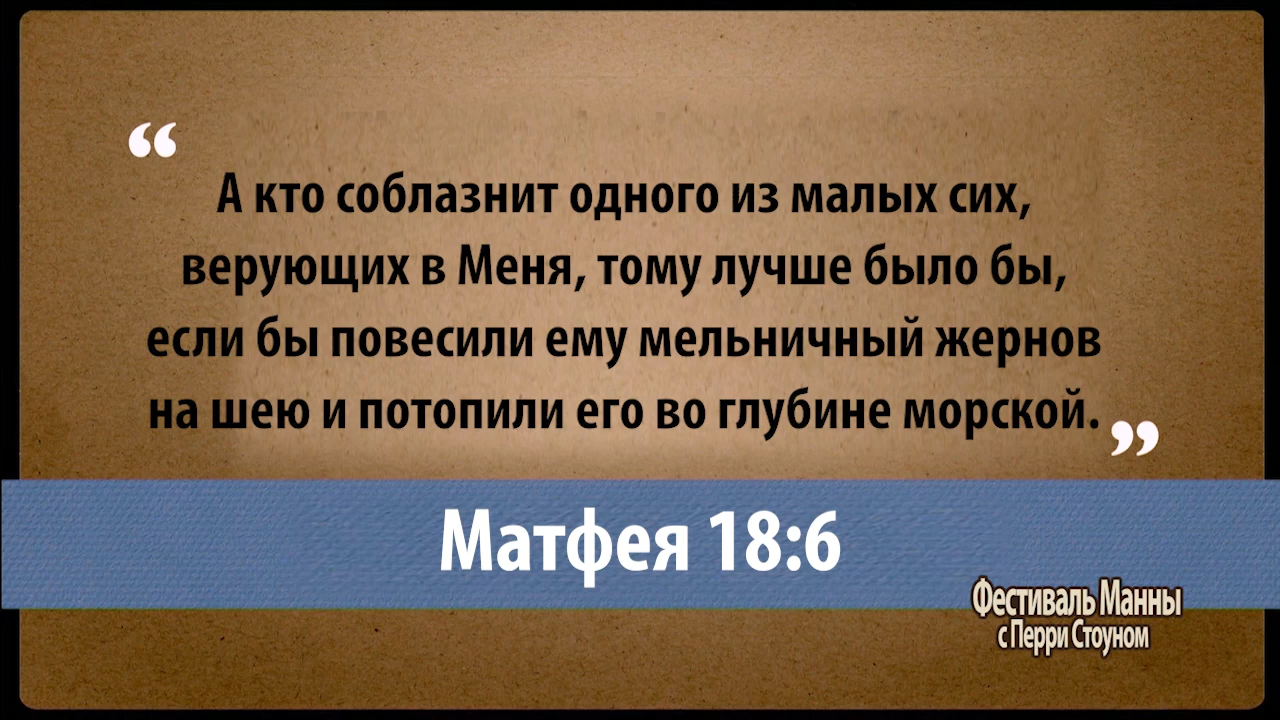 “
А кто соблазнит одного из малых сих,
верующих в Меня, тому лучше было бы,
если бы повесили ему мельничный жернов
на шею и потопили его во глубине морской.
”
Матфея 18:6
Фестиваль Манны
с Перри Стоуном